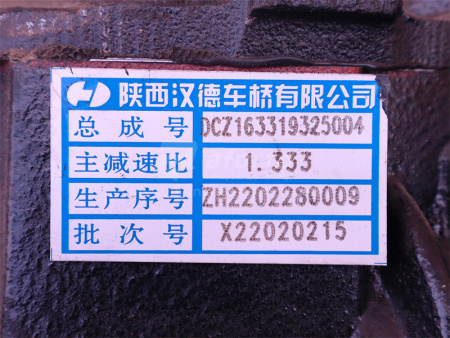 陕西汉德车桥有限公司
总成号 DCZ163319325004
主减速比 1.333
生产序号 ZH2202280009
批次号 X22020215